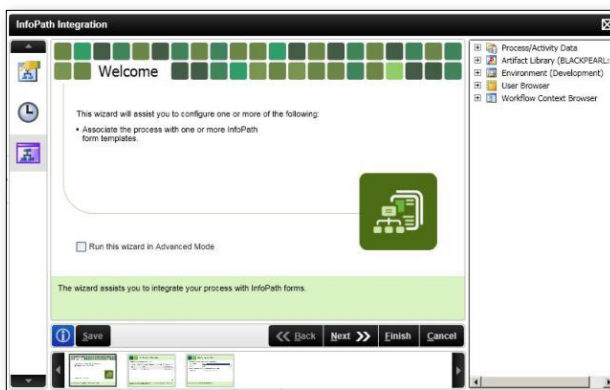 InfoPath Integration
Welcome
This wizard will assist you to configure one or more of the following:
• Associate the process with one or more InfoPath
form templates.
Run this wizard in Advanced Mode
The wizard assists you to integrate your process with InfoPath forms.
Save
Back
Next
Finish
Cancel
Process/Activity Data
Artifact Library (BLACKPEARL:
Environment (Development)
User Browser
Workflow Context Browser